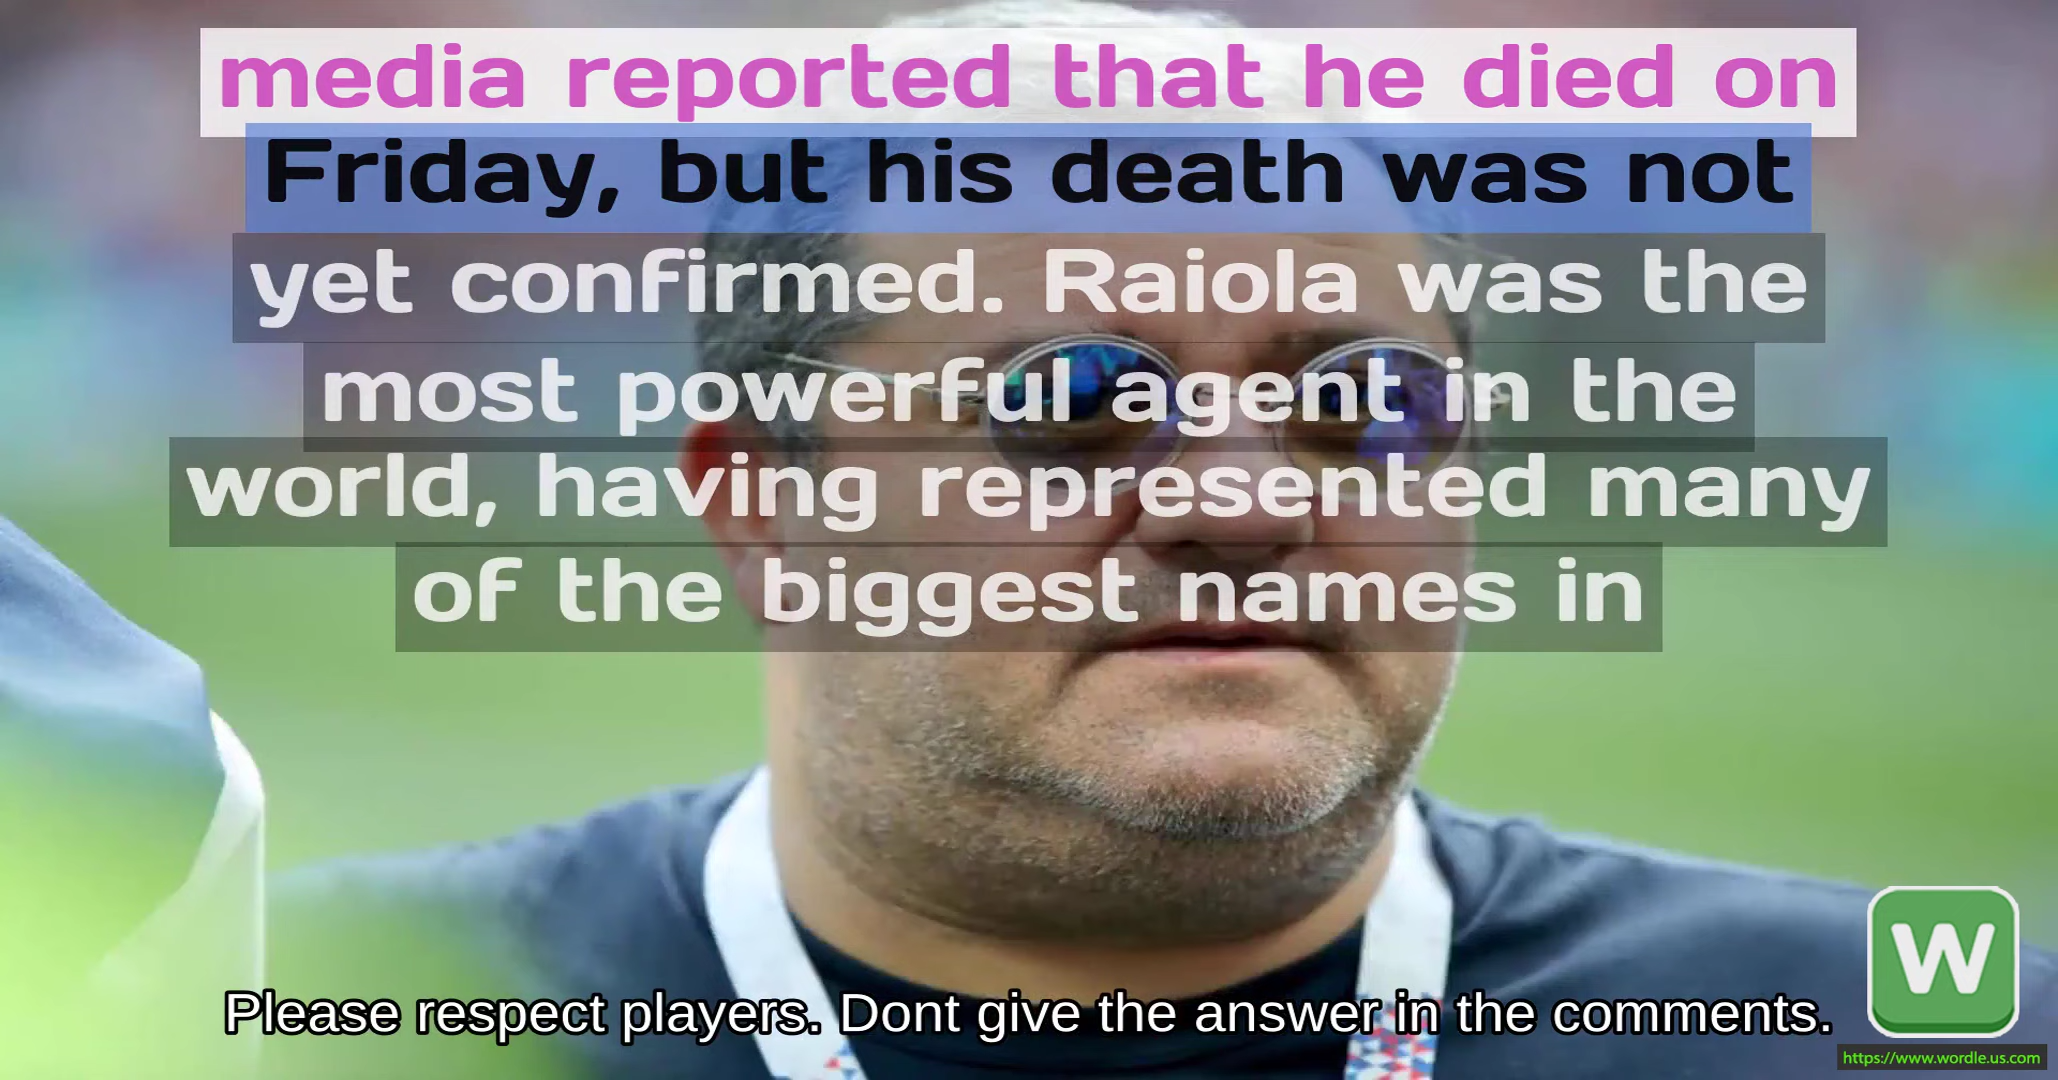 media reported that he died on
Friday, but his death was not
yet confirmed. Raiola was the
most powerful agent in the
world, having represented many
of the biggest names in
Please respect players. Dont give the answer in the comments.
W
https://www.wordle.us.com